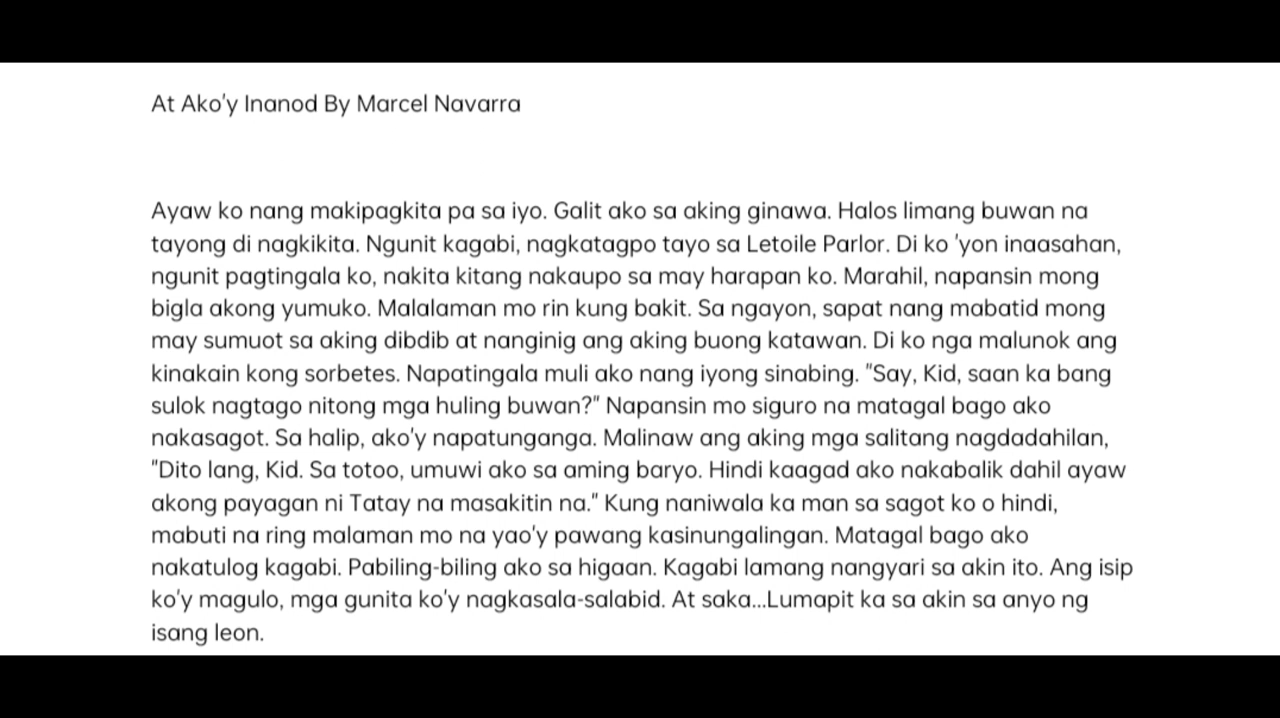 At Ako'y Inanod By Marcel Navarra
Ayaw ko nang makipagkita pa sa iyo. Galit ako sa aking ginawa. Halos limang buwan na
tayong di nagkikita. Ngunit kagabi, nagkatagpo tayo sa Letoile Parlor. Di ko 'yon inaasahan,
ngunit pagtingala ko, nakita kitang nakaupo sa may harapan ko. Marahil, napansin mong
bigla akong yumuko. Malalaman mo rin kung bakit. Sa ngayon, sapat nang mabatid mong
may sumuot sa aking dibdib at nanginig ang aking buong katawan. Di ko nga malunok ang
kinakain kong sorbetes. Napatingala muli ako nang iyong sinabing. "Say, Kid, saan ka bang
sulok nagtago nitong mga huling buwan?" Napansin mo siguro na matagal bago ako
nakasagot. Sa halip, ako'y napatunganga. Malinaw ang aking mga salitang nagdadahilan,
"Dito lang, Kid. Sa totoo, umuwi ako sa aming baryo. Hindi kaagad ako nakabalik dahil ayaw
akong payagan ni Tatay na masakitin na." Kung naniwala ka man sa sagot ko o hindi,
mabuti na ring malaman mo na yao'y pawang kasinungalingan. Matagal bago ako
nakatulog kagabi. Pabiling-biling ako sa higaan. Kagabi lamang nangyari sa akin ito. Ang isip
ko'y magulo, mga gunita ko'y nagkasala-salabid. At saka...Lumapit ka sa akin sa anyo ng
isang leon.